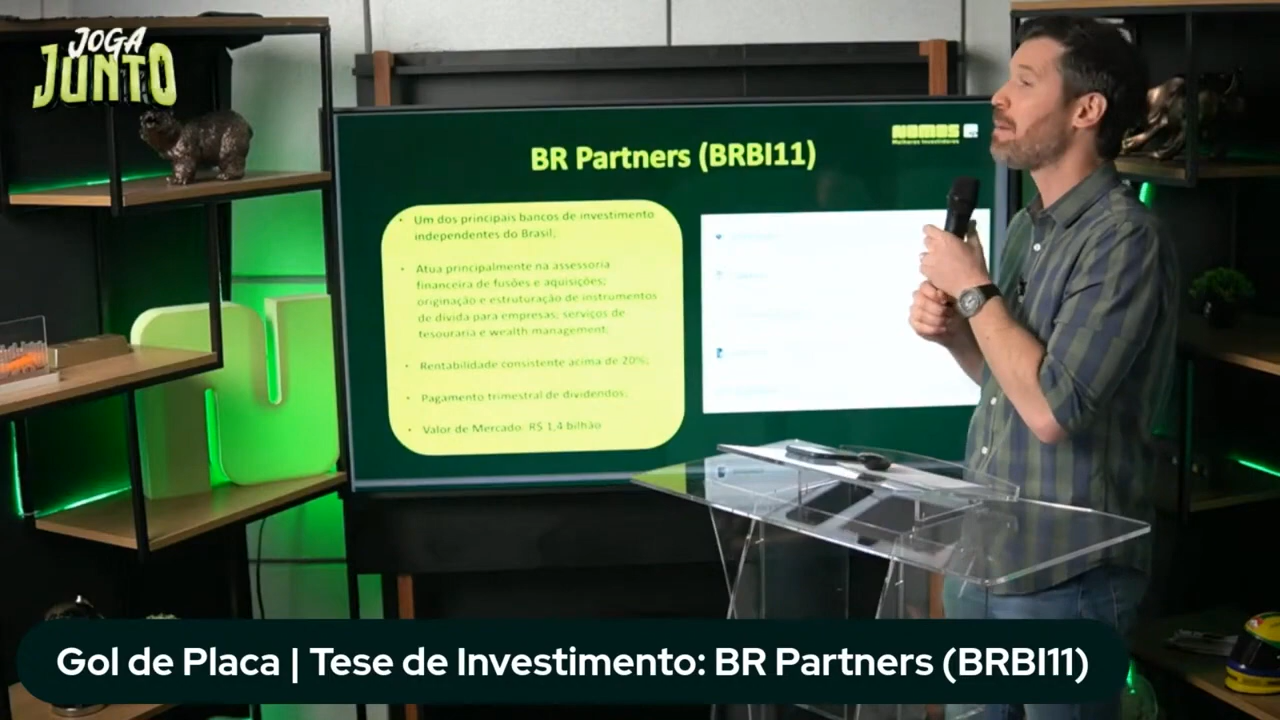 JOGA
JUNTO
NOMOS
Melhores Investidores
BR Partners (BRBI11)
• Um dos principais bancos de investimento
independentes do Brasil;
• Atua principalmente na assessoria
financeira de fusões e aquisições;
originação e estruturação de instrumentos
de dívida para empresas; serviços de
tesouraria e wealth management;
• Rentabilidade consistente acima de 20%;
• Pagamento trimestral de dividendos;
• Valor de Mercado: R$ 1,4 bilhão
Gol de Placa | Tese de Investimento: BR Partners (BRBI11)